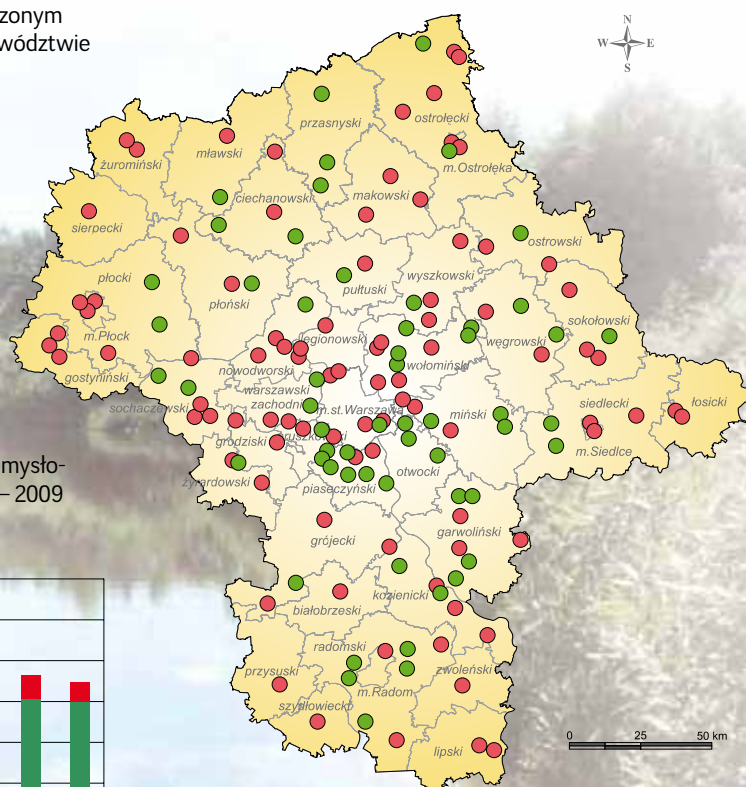 zonym
wództwie
N
W E
S
przasnyski
ostrołęcki
mławski
żuromiński
m.Ostrołęka
ciechanowski
makowski
sierpecki
ostrowski
płocki
wyszkowski
pułtuski
płoński
sokołowski
m.Płock
legionowski
węgrowski
wołomiński
gostyniński
nowodworski
warszawski
zachodni
łosicki
siedlecki
sochaczewski
m.st.Warszawa
miński
pruszkowski
grodziski
m.Siedlce
otwocki
mysło-
– 2009
żyrardowski
piaseczyński
garwoliński
grójecki
kozienicki
białobrzeski
radomski
przysuski
zwoleński
m.Radom
szydłowiecki
lipski
0 25 50 km